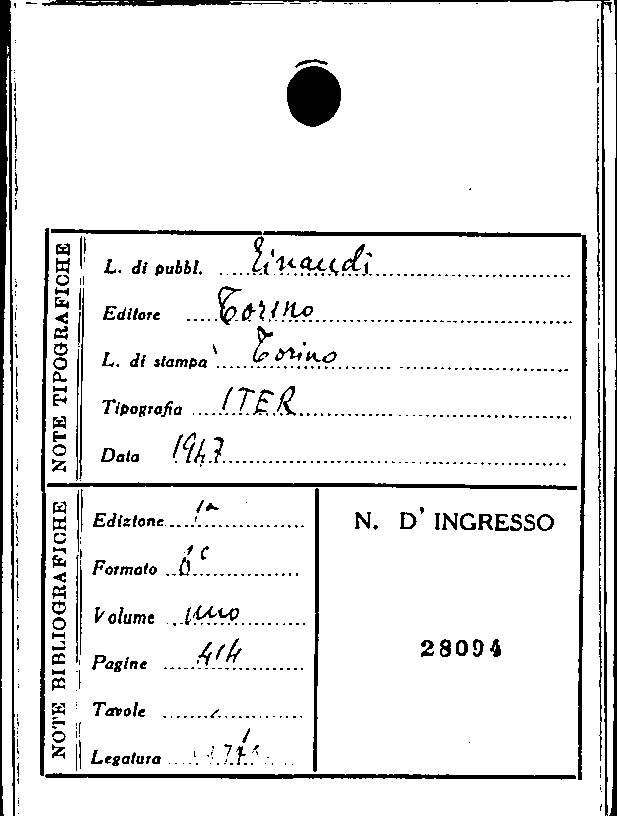 NOTE TIPOGRAFICHE
L. di pubbl. Einaudi
Editore Torino
L. di stampa Torino
Tipografia ITER
Data 1947
NOTE BIBLIOGRAFICHE
Edizione 1ª
Formato 8º
Volume uno
Pagine 414
Tavole
Legatura
N. D' INGRESSO
28094